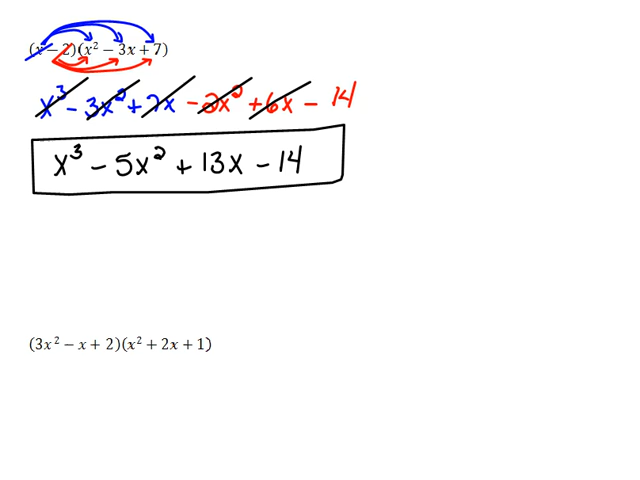 (x − 2)(x² − 3x + 7)
x³ − 3x² + 7x − 2x² + 6x − 14
x³ − 5x² + 13x − 14
(3x² − x + 2)(x² + 2x + 1)